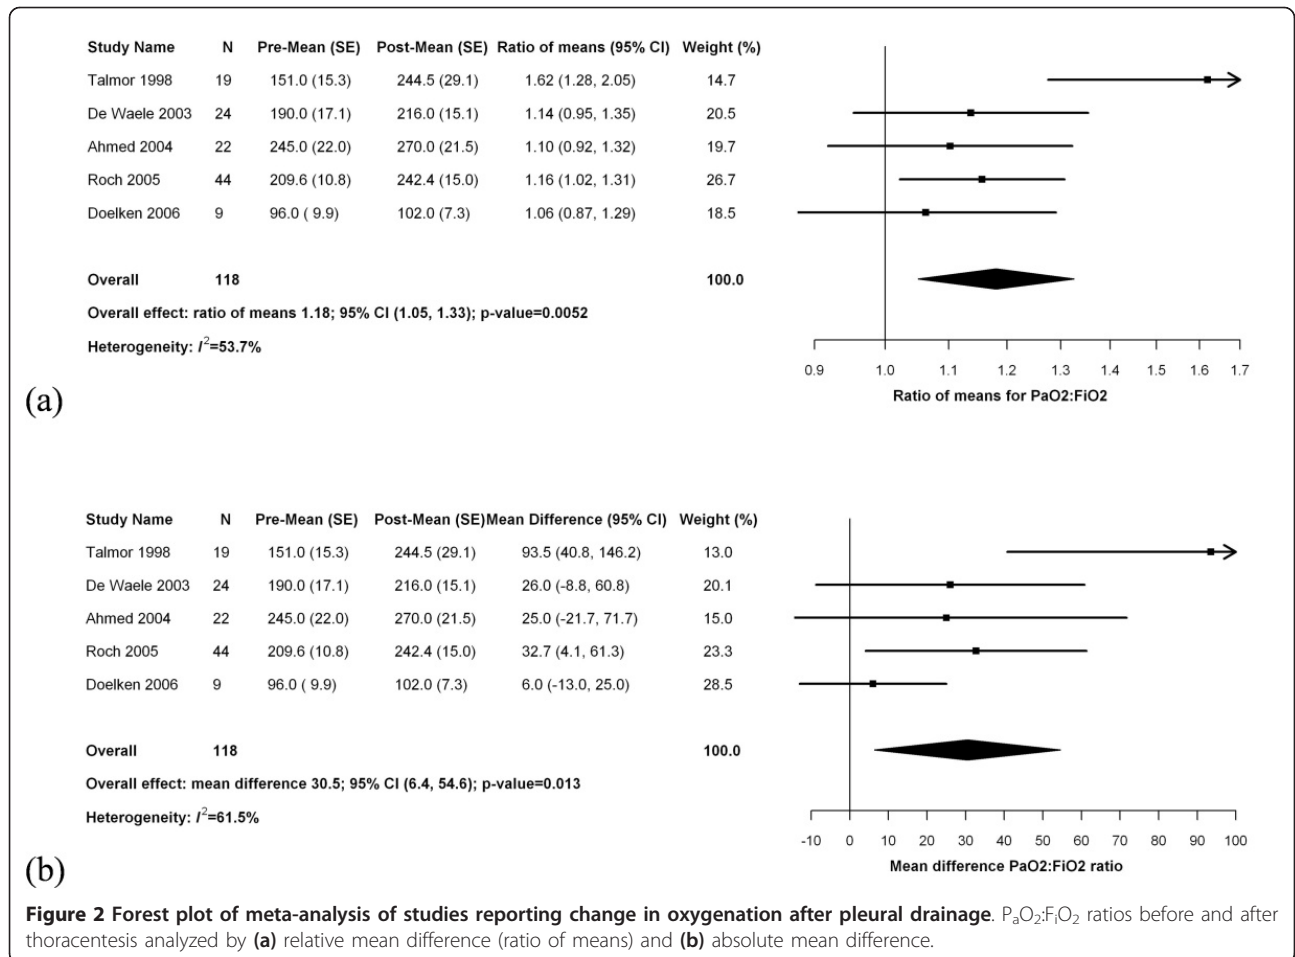 Study Name N Pre-Mean (SE) Post-Mean (SE) Ratio of means (95% CI) Weight (%)
Talmor 1998 19 151.0 (15.3) 244.5 (29.1) 1.62 (1.28, 2.05) 14.7
De Waele 2003 24 190.0 (17.1) 216.0 (15.1) 1.14 (0.95, 1.35) 20.5
Ahmed 2004 22 245.0 (22.0) 270.0 (21.5) 1.10 (0.92, 1.32) 19.7
Roch 2005 44 209.6 (10.8) 242.4 (15.0) 1.16 (1.02, 1.31) 26.7
Doelken 2006 9 96.0 ( 9.9) 102.0 (7.3) 1.06 (0.87, 1.29) 18.5
Overall 118 100.0
Overall effect: ratio of means 1.18; 95% CI (1.05, 1.33); p-value=0.0052
Heterogeneity: I²=53.7%
0.9 1.0 1.1 1.2 1.3 1.4 1.5 1.6 1.7
Ratio of means for PaO2:FiO2
(a)
Study Name N Pre-Mean (SE) Post-Mean (SE)Mean Difference (95% CI) Weight (%)
Talmor 1998 19 151.0 (15.3) 244.5 (29.1) 93.5 (40.8, 146.2) 13.0
De Waele 2003 24 190.0 (17.1) 216.0 (15.1) 26.0 (-8.8, 60.8) 20.1
Ahmed 2004 22 245.0 (22.0) 270.0 (21.5) 25.0 (-21.7, 71.7) 15.0
Roch 2005 44 209.6 (10.8) 242.4 (15.0) 32.7 (4.1, 61.3) 23.3
Doelken 2006 9 96.0 ( 9.9) 102.0 (7.3) 6.0 (-13.0, 25.0) 28.5
Overall 118 100.0
Overall effect: mean difference 30.5; 95% CI (6.4, 54.6); p-value=0.013
Heterogeneity: I²=61.5%
-10 0 10 20 30 40 50 60 70 80 90 100
Mean difference PaO2:FiO2 ratio
(b)
Figure 2 Forest plot of meta-analysis of studies reporting change in oxygenation after pleural drainage. PₐO₂:FᵢO₂ ratios before and after
thoracentesis analyzed by (a) relative mean difference (ratio of means) and (b) absolute mean difference.